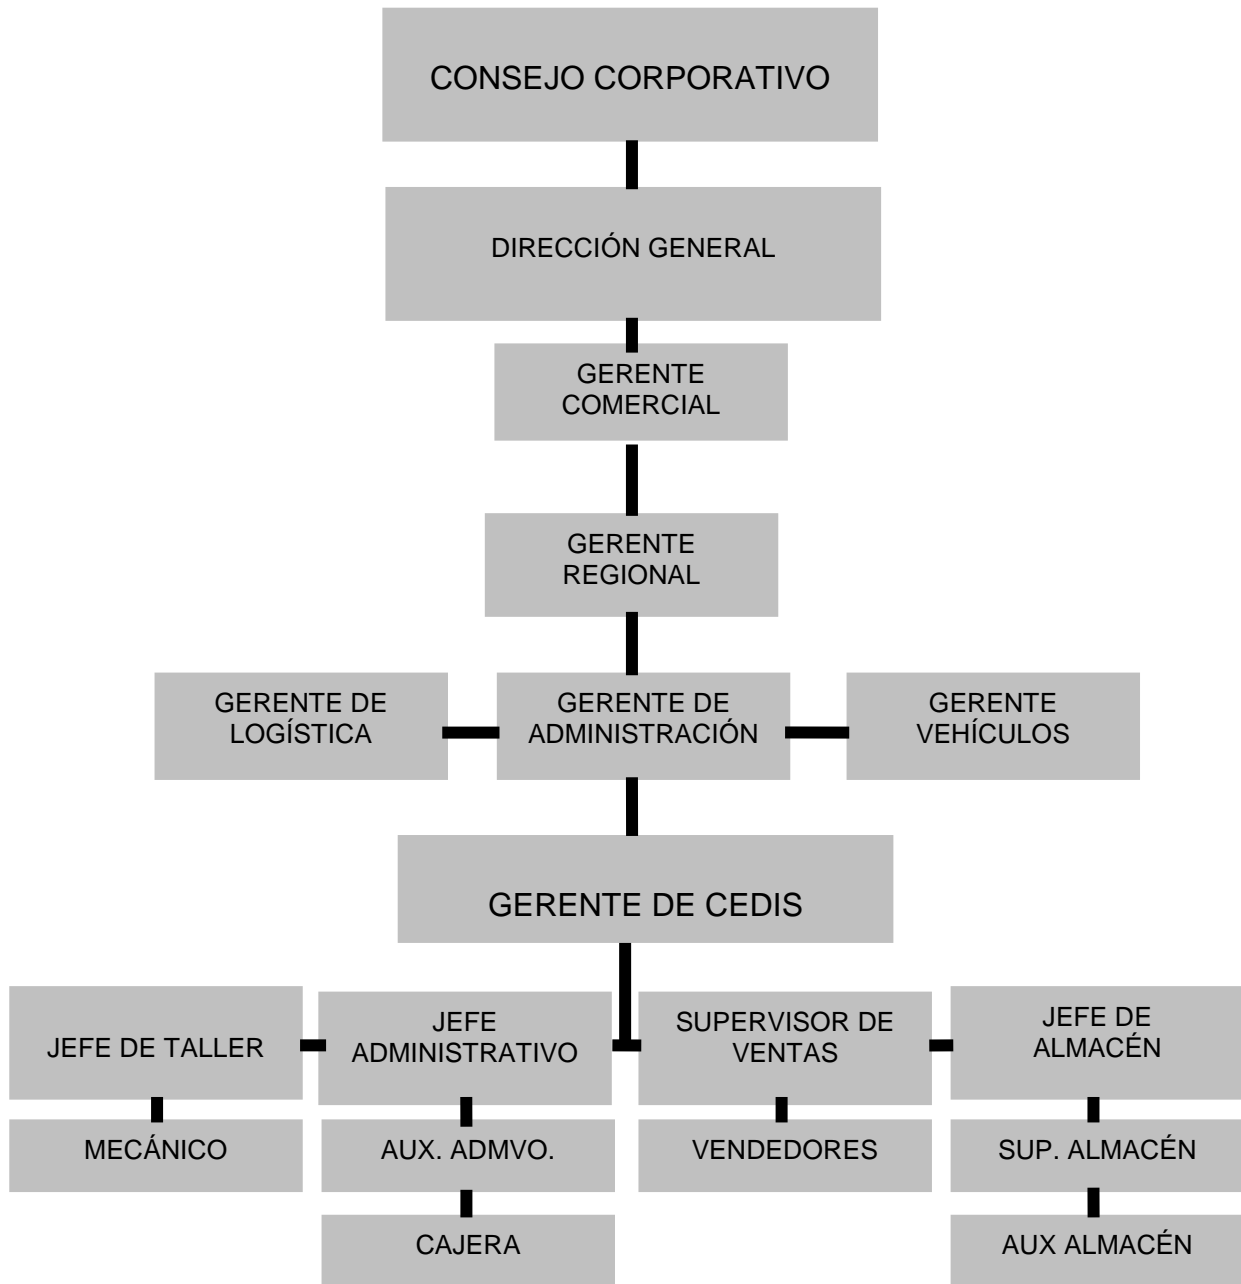 CONSEJO CORPORATIVO
DIRECCIÓN GENERAL
GERENTE
COMERCIAL
GERENTE
REGIONAL
GERENTE DE
LOGÍSTICA
GERENTE DE
ADMINISTRACIÓN
GERENTE
VEHÍCULOS
GERENTE DE CEDIS
JEFE DE TALLER
JEFE
ADMINISTRATIVO
SUPERVISOR DE
VENTAS
JEFE DE
ALMACÉN
MECÁNICO
AUX. ADMVO.
VENDEDORES
SUP. ALMACÉN
CAJERA
AUX ALMACÉN